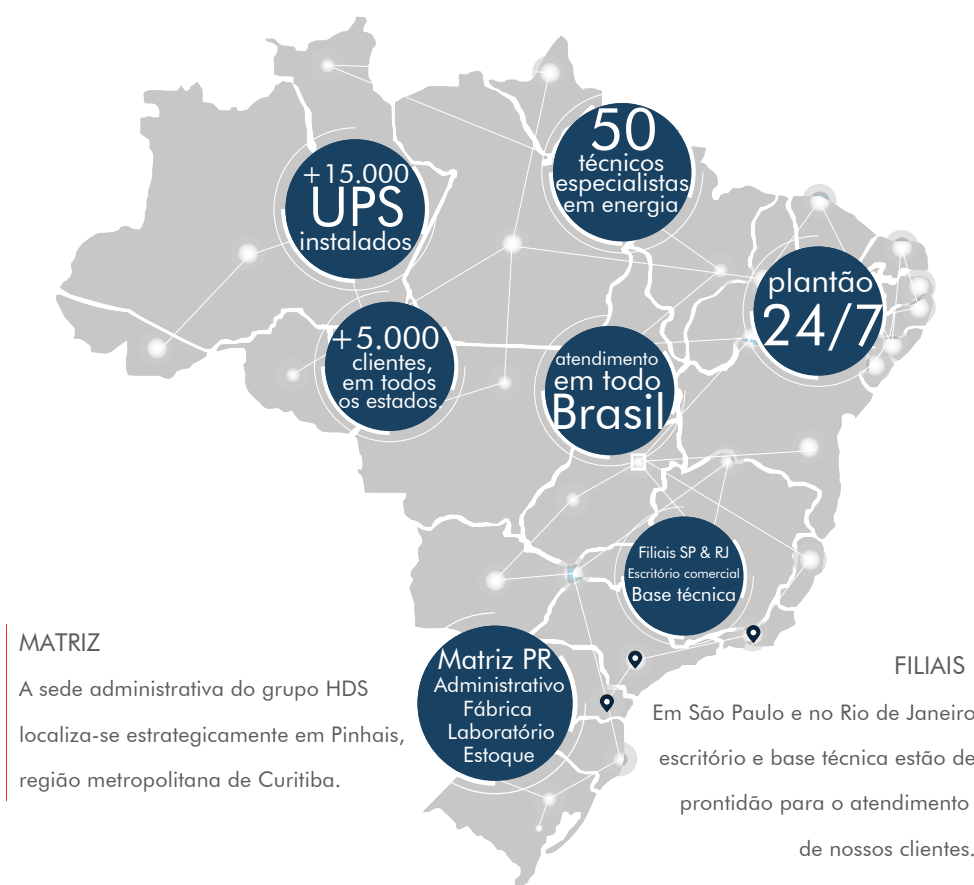 50
técnicos
especialistas
em energia
+15.000
UPS
instalados
plantão
24/7
+5.000
clientes,
em todos
os estados.
atendimento
em todo
Brasil
Filiais SP & RJ
Escritório comercial
Base técnica
Matriz PR
Administrativo
Fábrica
Laboratório
Estoque
MATRIZ
A sede administrativa do grupo HDS
localiza-se estrategicamente em Pinhais,
região metropolitana de Curitiba.
FILIAIS
Em São Paulo e no Rio de Janeiro
escritório e base técnica estão de
prontidão para o atendimento
de nossos clientes.